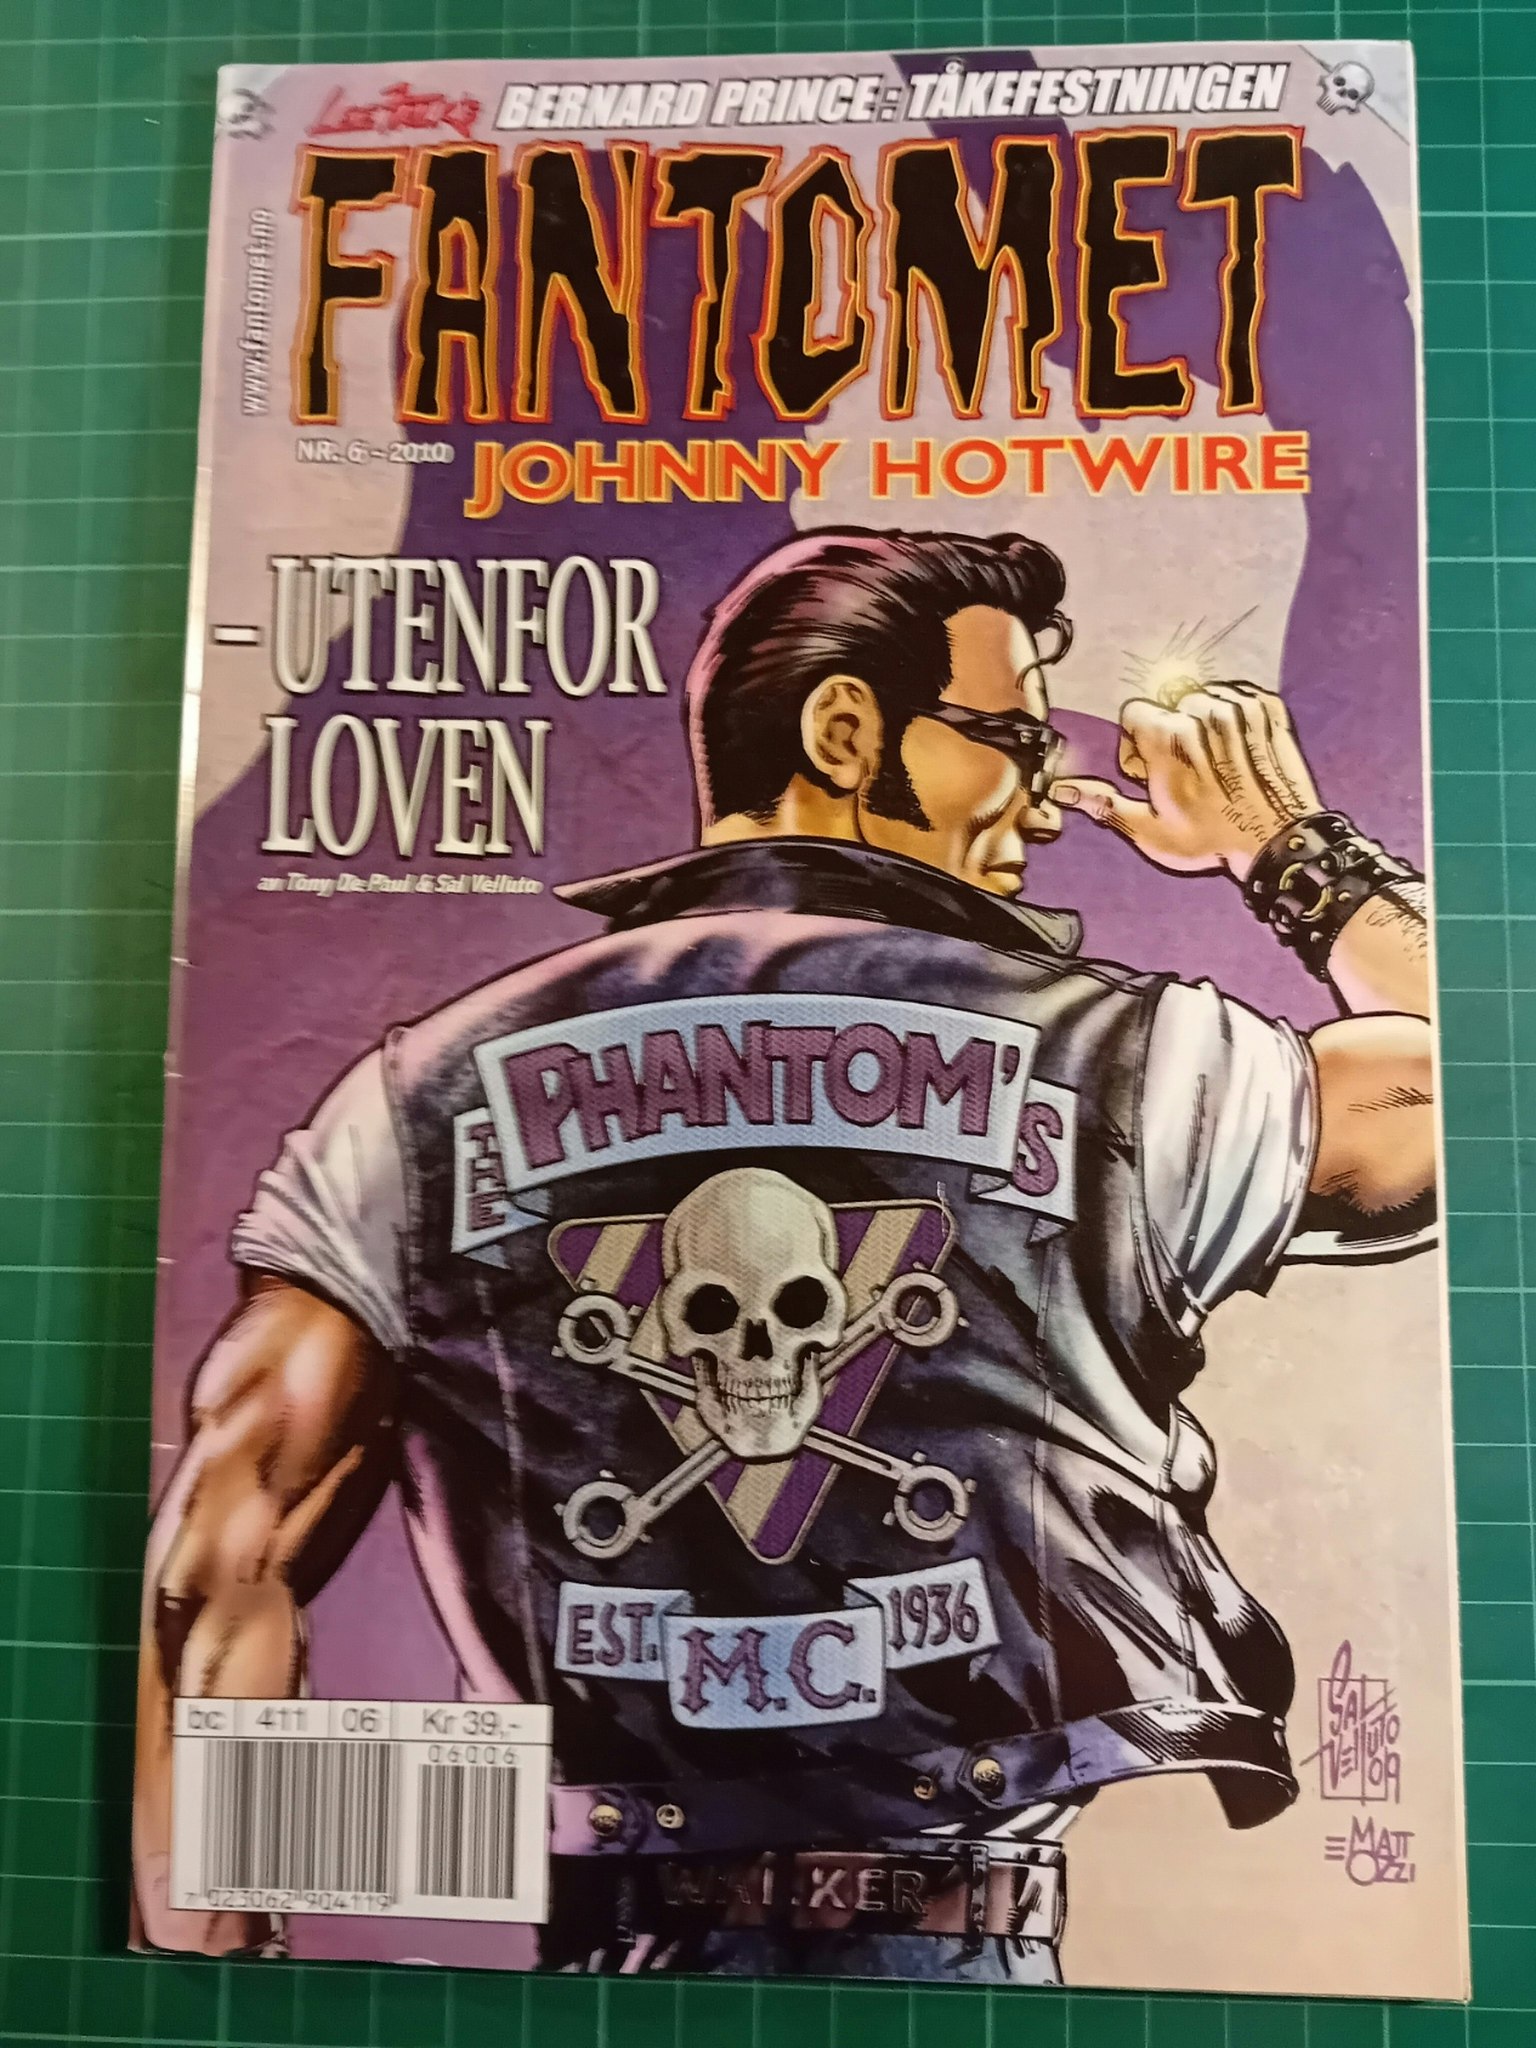 Lee Falk's
BERNARD PRINCE: TÅKEFESTNINGEN
FANTOMET
www.fantomet.no
NR. 6 - 2010
JOHNNY HOTWIRE
- UTENFOR
LOVEN
av Tony De Paul & Sal Velluto
THE PHANTOM'S
EST. M.C. 1936
WALKER
SAL
VELLUTO
09
MATT
OZZI
bc 411 06 Kr 39,-
06006
7 023062 904119